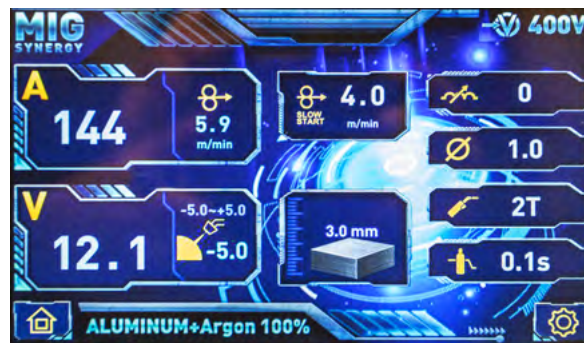 MIG
SYNERGY
400V
A
144
5.9
m/min
SLOW
START
4.0
m/min
0
1.0
V
12.1
-5.0~+5.0
-5.0
3.0 mm
2T
0.1s
ALUMINUM+Argon 100%